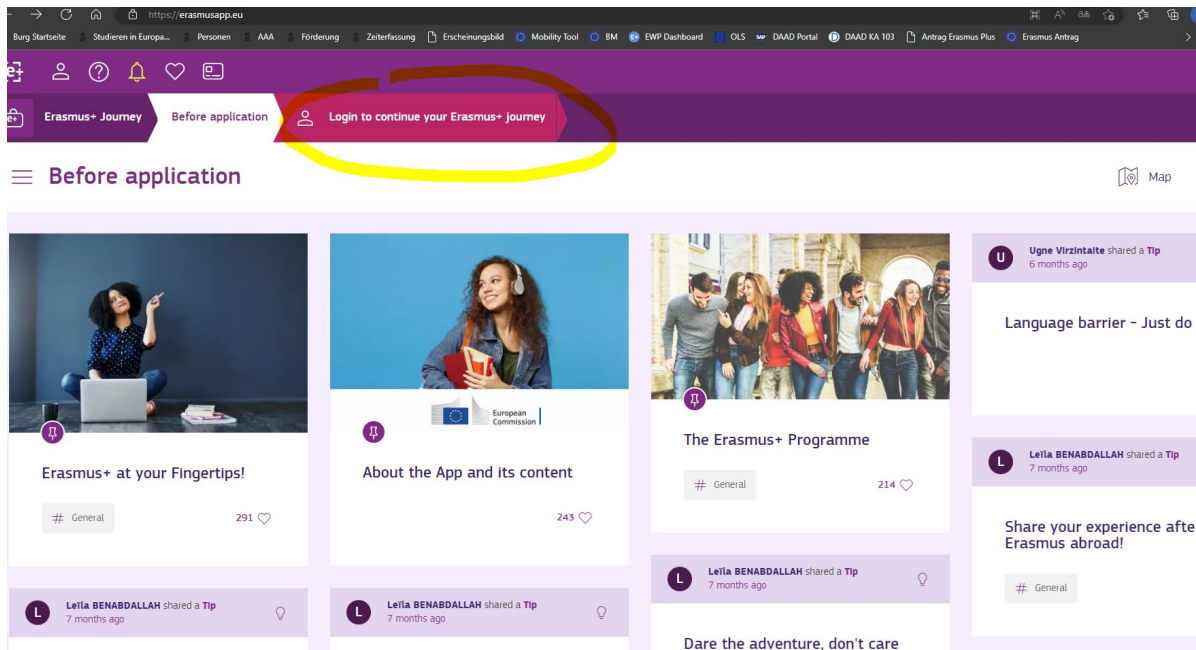 https://erasmusapp.eu
Burg Startseite Studieren in Europa... Personen AAA Förderung Zeiterfassung Erscheinungsbild Mobility Tool BM EWP Dashboard OLS DAAD Portal DAAD KA 103 Antrag Erasmus Plus Erasmus Antrag
Erasmus+ Journey Before application Login to continue your Erasmus+ journey
Before application
Map
European
Commission
Erasmus+ at your Fingertips!
# General 291
About the App and its content
243
The Erasmus+ Programme
# General 214
U Ugne Virzintaite shared a Tip
6 months ago
Language barrier - Just do
L Leïla BENABDALLAH shared a Tip
7 months ago
Share your experience afte
Erasmus abroad!
# General
L Leïla BENABDALLAH shared a Tip
7 months ago
L Leïla BENABDALLAH shared a Tip
7 months ago
L Leïla BENABDALLAH shared a Tip
7 months ago
Dare the adventure, don't care